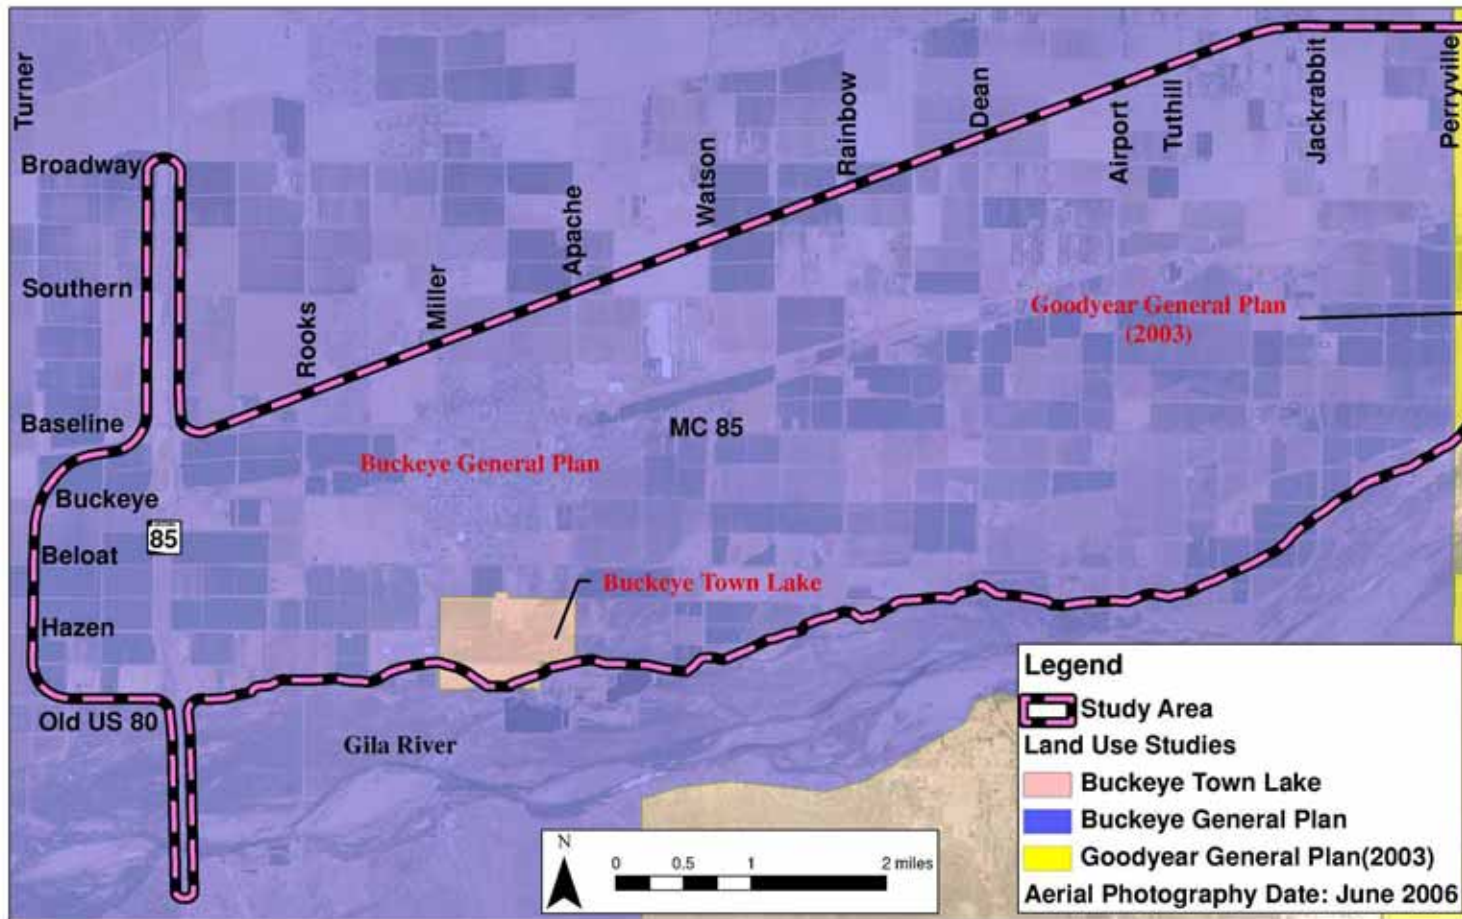 Turner
Broadway
Southern
Baseline
Buckeye
85
Beloat
Hazen
Old US 80
Rooks
Miller
Apache
Watson
Rainbow
Dean
Airport
Tuthill
Jackrabbit
Perryville
Goodyear General Plan
(2003)
MC 85
Buckeye General Plan
Buckeye Town Lake
Gila River
N
0 0.5 1 2 miles
Legend
Study Area
Land Use Studies
Buckeye Town Lake
Buckeye General Plan
Goodyear General Plan(2003)
Aerial Photography Date: June 2006